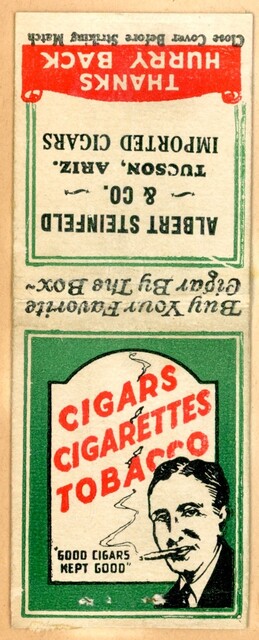 Close Cover Before Striking Match
THANKS
HURRY BACK
ALBERT STEINFELD
~ & CO. ~
TUCSON, ARIZ.
IMPORTED CIGARS
Buy Your Favorite
Cigar By The Box~
CIGARS
CIGARETTES
TOBACCO
"GOOD CIGARS
KEPT GOOD"